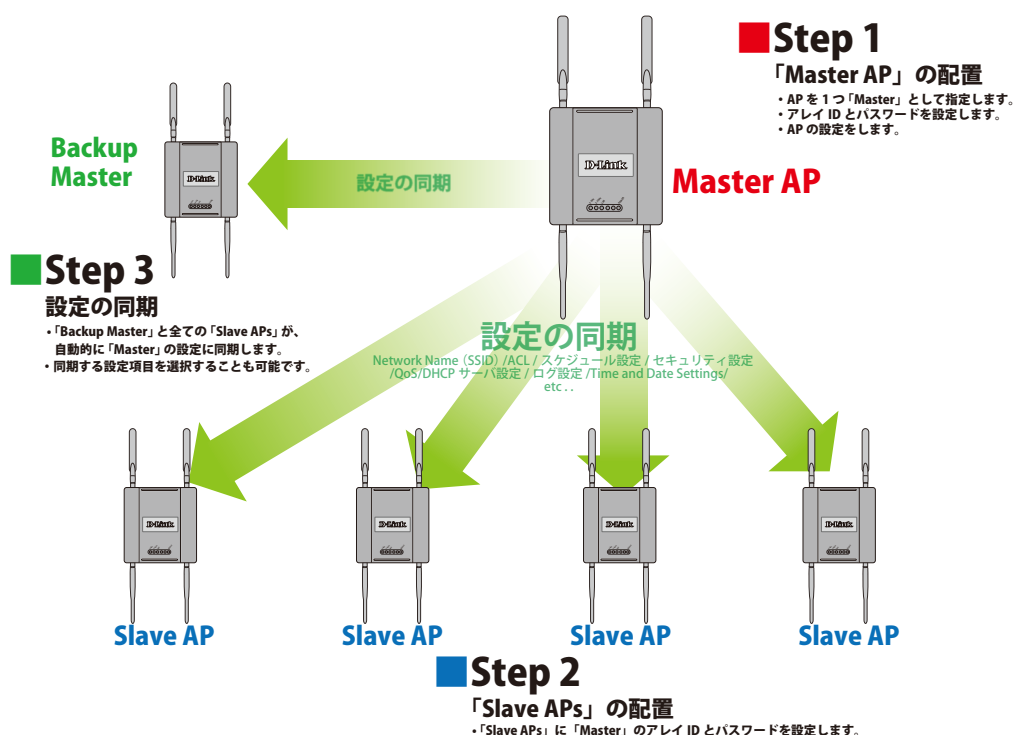 ■Step 1
「Master AP」の配置
・AP を 1 つ「Master」として指定します。
・アレイ ID とパスワードを設定します。
・AP の設定をします。
Backup
Master
D-Link
設定の同期
D-Link
Master AP
■Step 3
設定の同期
・「Backup Master」と全ての「Slave APs」が、
自動的に「Master」の設定に同期します。
・同期する設定項目を選択することも可能です。
設定の同期
Network Name (SSID) /ACL / スケジュール設定 / セキュリティ設定
/QoS/DHCP サーバ設定 / ログ設定 /Time and Date Settings/
etc . .
D-Link
D-Link
D-Link
D-Link
Slave AP
Slave AP
Slave AP
Slave AP
■Step 2
「Slave APs」の配置
・「Slave APs」に「Master」のアレイ ID とパスワードを設定します。